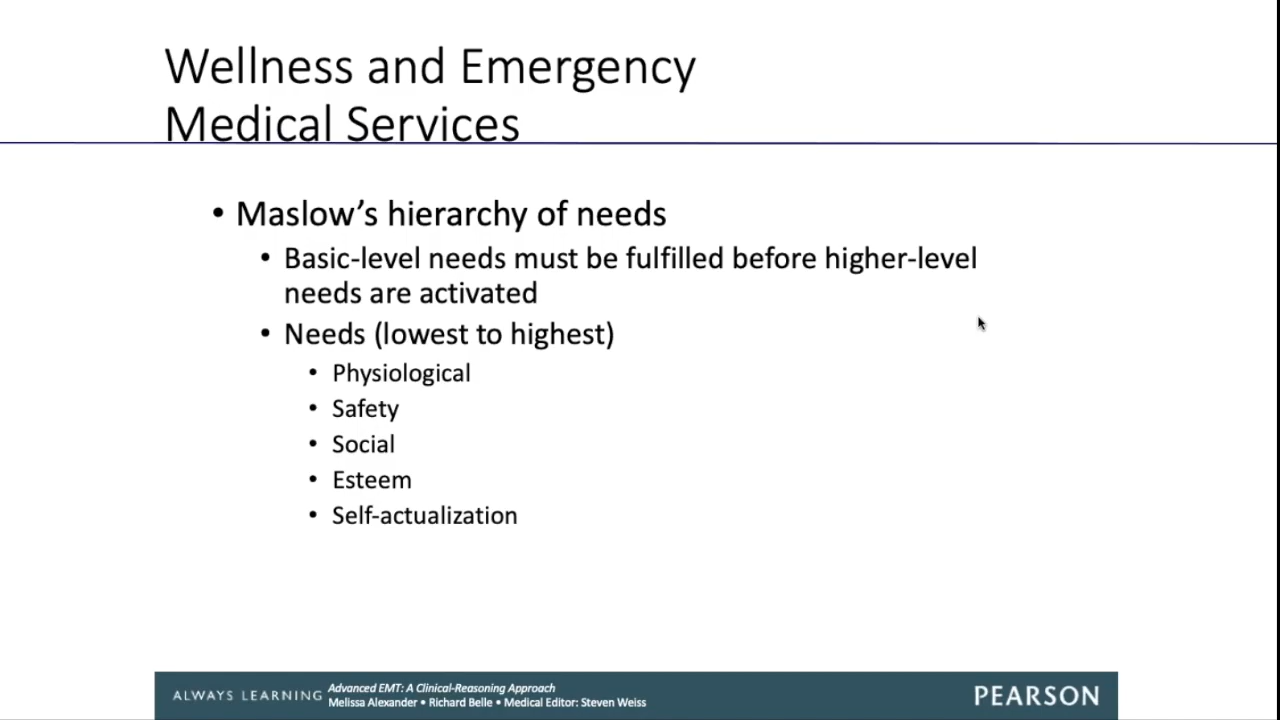 Wellness and Emergency
Medical Services
• Maslow’s hierarchy of needs
• Basic-level needs must be fulfilled before higher-level
needs are activated
• Needs (lowest to highest)
• Physiological
• Safety
• Social
• Esteem
• Self-actualization
ALWAYS LEARNING
Advanced EMT: A Clinical-Reasoning Approach
Melissa Alexander • Richard Belle • Medical Editor: Steven Weiss
PEARSON